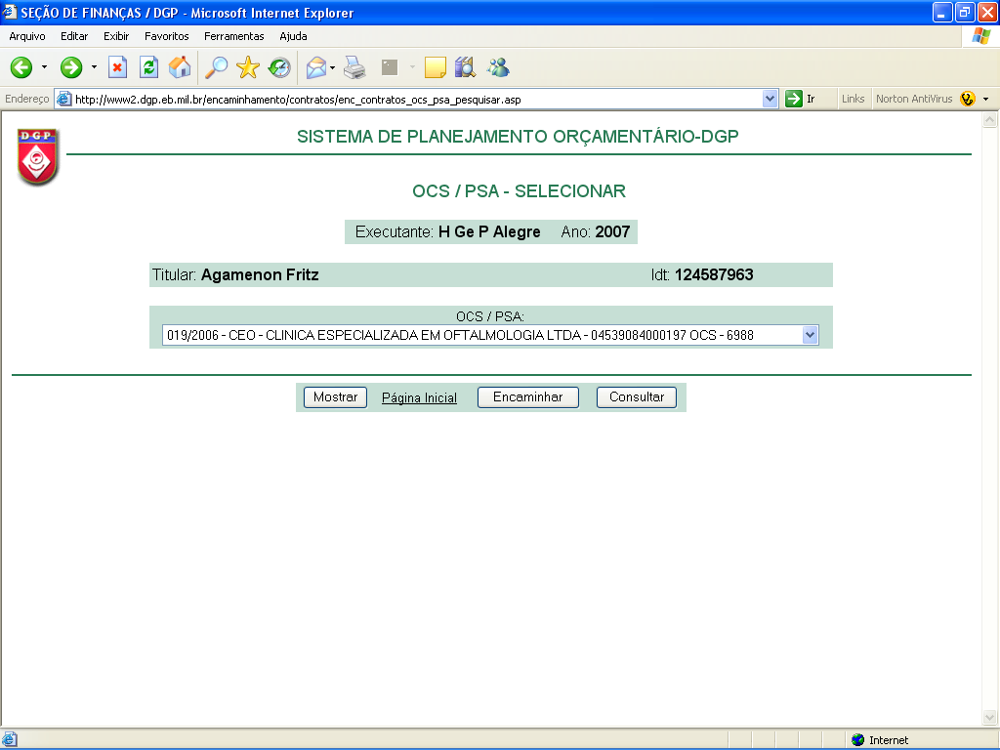 SEÇÃO DE FINANÇAS / DGP - Microsoft Internet Explorer
Arquivo Editar Exibir Favoritos Ferramentas Ajuda
Endereço http://www2.dgp.eb.mil.br/encaminhamento/contratos/enc_contratos_ocs_psa_pesquisar.asp Ir Links Norton AntiVirus
DGP
SISTEMA DE PLANEJAMENTO ORÇAMENTÁRIO-DGP
OCS / PSA - SELECIONAR
Executante: H Ge P Alegre Ano: 2007
Titular: Agamenon Fritz Idt: 124587963
OCS / PSA:
019/2006 - CEO - CLINICA ESPECIALIZADA EM OFTALMOLOGIA LTDA - 04539084000197 OCS - 6988
Mostrar Página Inicial Encaminhar Consultar
Internet